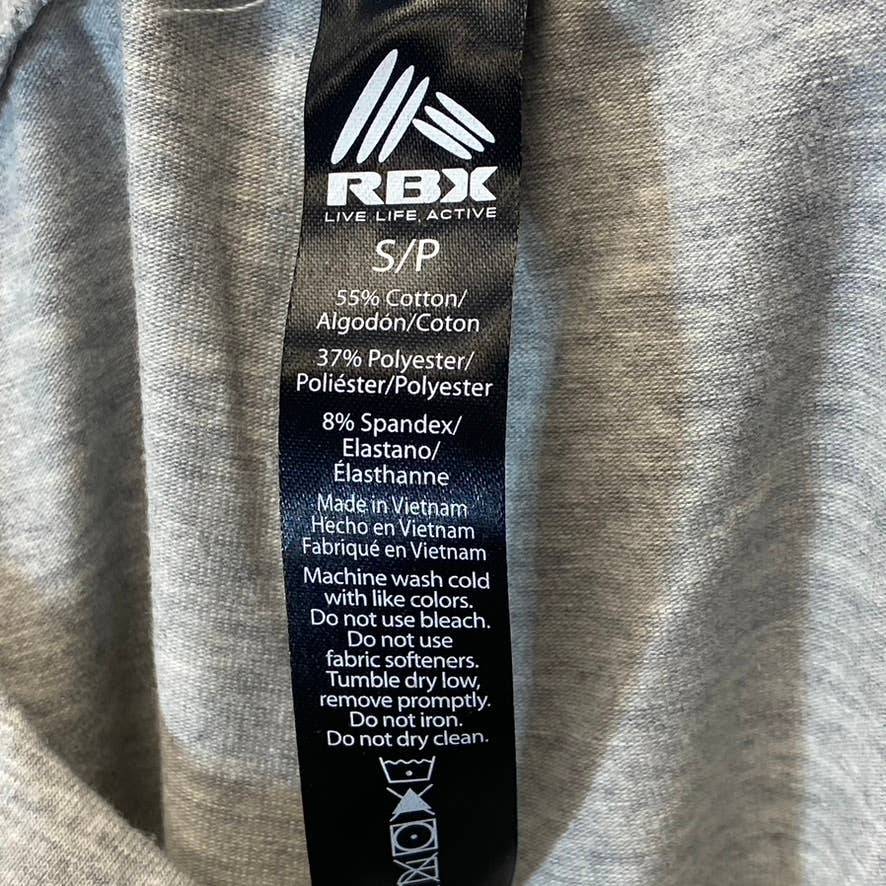 RBX
LIVE LIFE ACTIVE
S/P
55% Cotton/
Algodón/Coton
37% Polyester/
Poliéster/Polyester
8% Spandex/
Elastano/
Élasthanne
Made in Vietnam
Hecho en Vietnam
Fabriqué en Vietnam
Machine wash cold
with like colors.
Do not use bleach.
Do not use
fabric softeners.
Tumble dry low,
remove promptly.
Do not iron.
Do not dry clean.